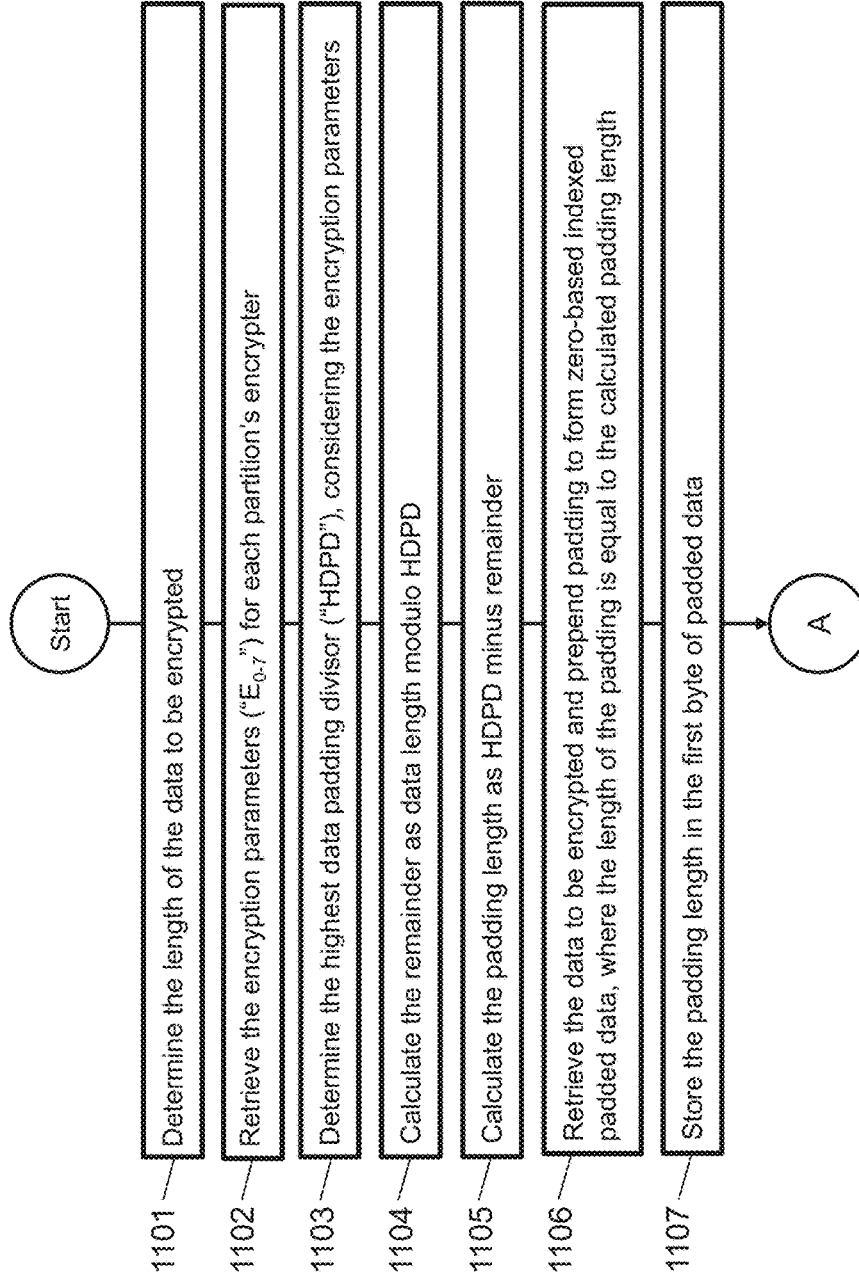 Start
1101
Determine the length of the data to be encrypted
1102
Retrieve the encryption parameters (“E0-7”) for each partition’s encrypter
1103
Determine the highest data padding divisor (“HDPD”), considering the encryption parameters
1104
Calculate the remainder as data length modulo HDPD
1105
Calculate the padding length as HDPD minus remainder
1106
Retrieve the data to be encrypted and prepend padding to form zero-based indexed
padded data, where the length of the padding is equal to the calculated padding length
1107
Store the padding length in the first byte of padded data
A